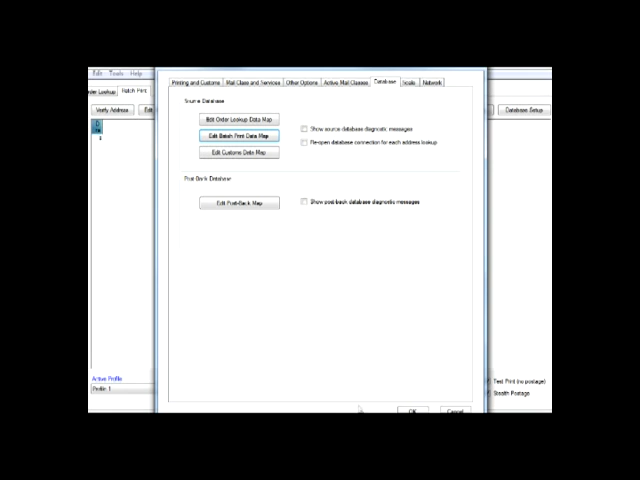 Edit Tools Help
Printing and Customs Mail Class and Services Other Options Active Mail Classes Database Scale Network
Order Lookup Batch Print
Verify Address Edit Database Setup
Source Database
Edit Order Lookup Data Map
Show source database diagnostic messages
Edit Batch Print Data Map
Re-open database connection for each address lookup
Edit Customs Data Map
1
Post Back Database
Edit Post-Back Map
Show post-back database diagnostic messages
Active Profile
Test Print (no postage)
Profile 1
Stealth Postage
OK Cancel